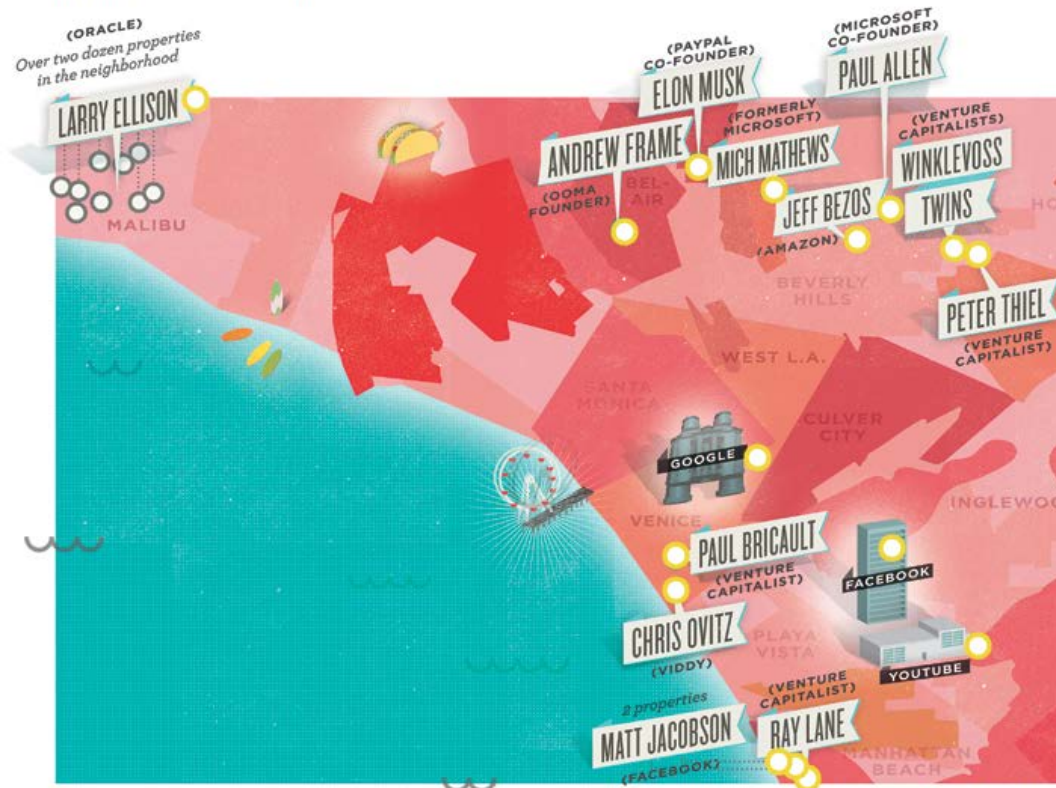 (ORACLE)
Over two dozen properties
in the neighborhood
LARRY ELLISON
MALIBU
(PAYPAL
CO-FOUNDER)
ELON MUSK
(MICROSOFT
CO-FOUNDER)
PAUL ALLEN
(FORMERLY
MICROSOFT)
MICH MATHEWS
(VENTURE
CAPITALISTS)
WINKLEVOSS
TWINS
ANDREW FRAME
(OOMA
FOUNDER)
BEL-
AIR
JEFF BEZOS
(AMAZON)
HO
BEVERLY
HILLS
PETER THIEL
(VENTURE
CAPITALIST)
WEST L.A.
SANTA
MONICA
CULVER
CITY
GOOGLE
VENICE
INGLEWOO
PAUL BRICAULT
(VENTURE
CAPITALIST)
FACEBOOK
CHRIS OVITZ
(VIDDY)
PLAYA
VISTA
YOUTUBE
2 properties
MATT JACOBSON
(FACEBOOK)
(VENTURE
CAPITALIST)
RAY LANE
MANHATTAN
BEACH